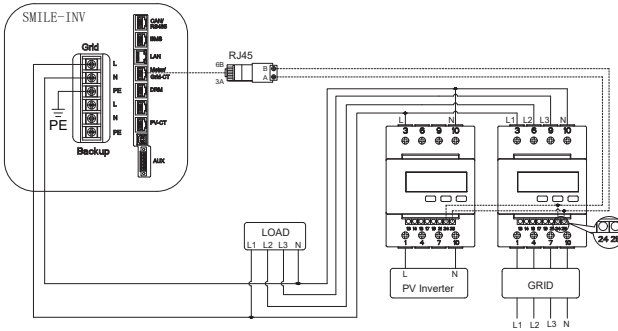 SMILE-INV
Grid
L
N
PE
L
N
PE
Backup
PE
CAN/
RS485
BMS
LAN
Meter/
Grid-CT
DRM
PV-CT
AUX
RJ45
6B
3A
B
A
L N
3 6 9 10
1 4 7 10
L N
PV Inverter
L1 L2 L3 N
3 6 9 10
24 25
1 4 7 10
GRID
L1 L2 L3 N
LOAD
L1 L2 L3 N